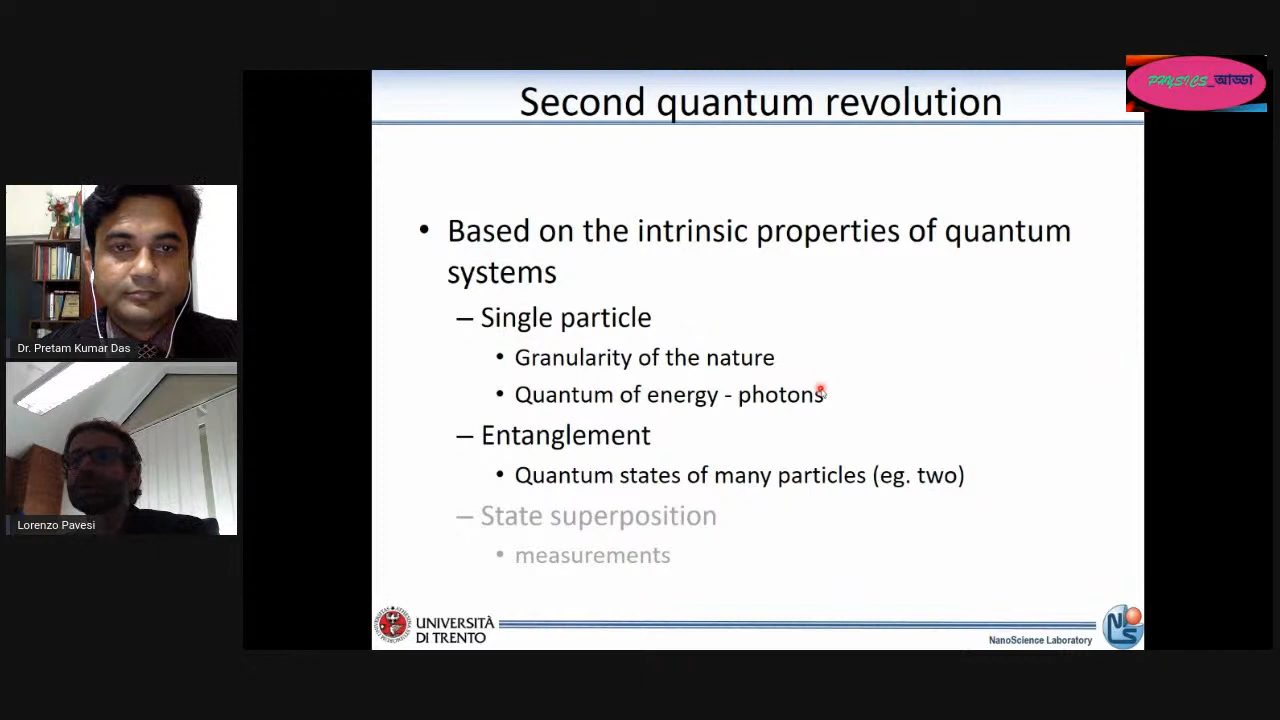 Second quantum revolution
PHYSICS_আড্ডা
• Based on the intrinsic properties of quantum
systems
– Single particle
• Granularity of the nature
• Quantum of energy - photons
– Entanglement
• Quantum states of many particles (eg. two)
– State superposition
• measurements
Dr. Pretam Kumar Das
Lorenzo Pavesi
UNIVERSITÀ
DI TRENTO
NanoScience Laboratory
NLS